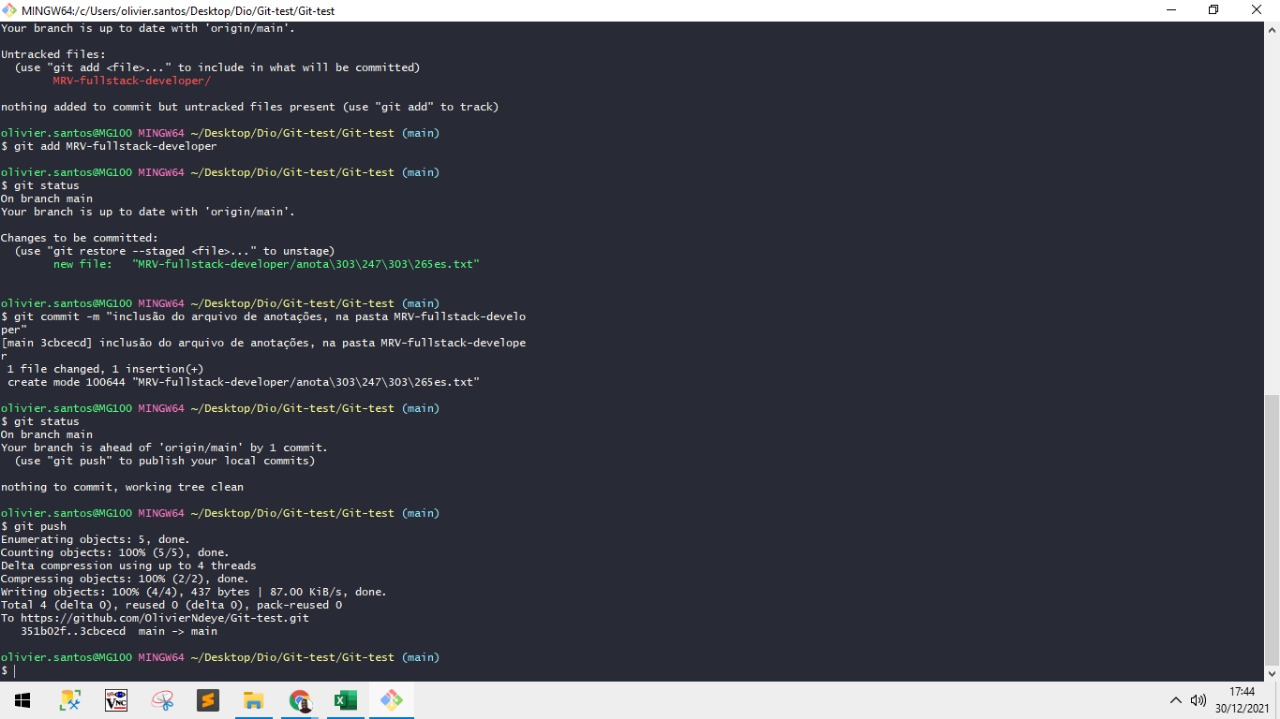 MINGW64:/c/Users/olivier.santos/Desktop/Dio/Git-test/Git-test
Your branch is up to date with 'origin/main'.
Untracked files:
(use "git add <file>..." to include in what will be committed)
MRV-fullstack-developer/
nothing added to commit but untracked files present (use "git add" to track)
olivier.santos@MG100 MINGW64 ~/Desktop/Dio/Git-test/Git-test (main)
$ git add MRV-fullstack-developer
olivier.santos@MG100 MINGW64 ~/Desktop/Dio/Git-test/Git-test (main)
$ git status
On branch main
Your branch is up to date with 'origin/main'.
Changes to be committed:
(use "git restore --staged <file>..." to unstage)
new file:   "MRV-fullstack-developer/anota\303\247\303\265es.txt"
olivier.santos@MG100 MINGW64 ~/Desktop/Dio/Git-test/Git-test (main)
$ git commit -m "inclusão do arquivo de anotações, na pasta MRV-fullstack-develo
per"
[main 3cbcecd] inclusão do arquivo de anotações, na pasta MRV-fullstack-develope
r
1 file changed, 1 insertion(+)
create mode 100644 "MRV-fullstack-developer/anota\303\247\303\265es.txt"
olivier.santos@MG100 MINGW64 ~/Desktop/Dio/Git-test/Git-test (main)
$ git status
On branch main
Your branch is ahead of 'origin/main' by 1 commit.
(use "git push" to publish your local commits)
nothing to commit, working tree clean
olivier.santos@MG100 MINGW64 ~/Desktop/Dio/Git-test/Git-test (main)
$ git push
Enumerating objects: 5, done.
Counting objects: 100% (5/5), done.
Delta compression using up to 4 threads
Compressing objects: 100% (2/2), done.
Writing objects: 100% (4/4), 437 bytes | 87.00 KiB/s, done.
Total 4 (delta 0), reused 0 (delta 0), pack-reused 0
To https://github.com/OlivierNdeye/Git-test.git
351b02f..3cbcecd  main -> main
olivier.santos@MG100 MINGW64 ~/Desktop/Dio/Git-test/Git-test (main)
$
VNC
17:44
30/12/2021